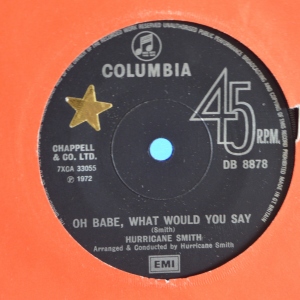 COLUMBIA
45
R.P.M.
CHAPPELL
& CO. LTD.
7XCA 33055
Ⓟ 1972
DB 8878
OH BABE, WHAT WOULD YOU SAY
(Smith)
HURRICANE SMITH
Arranged & Conducted by Hurricane Smith
EMI